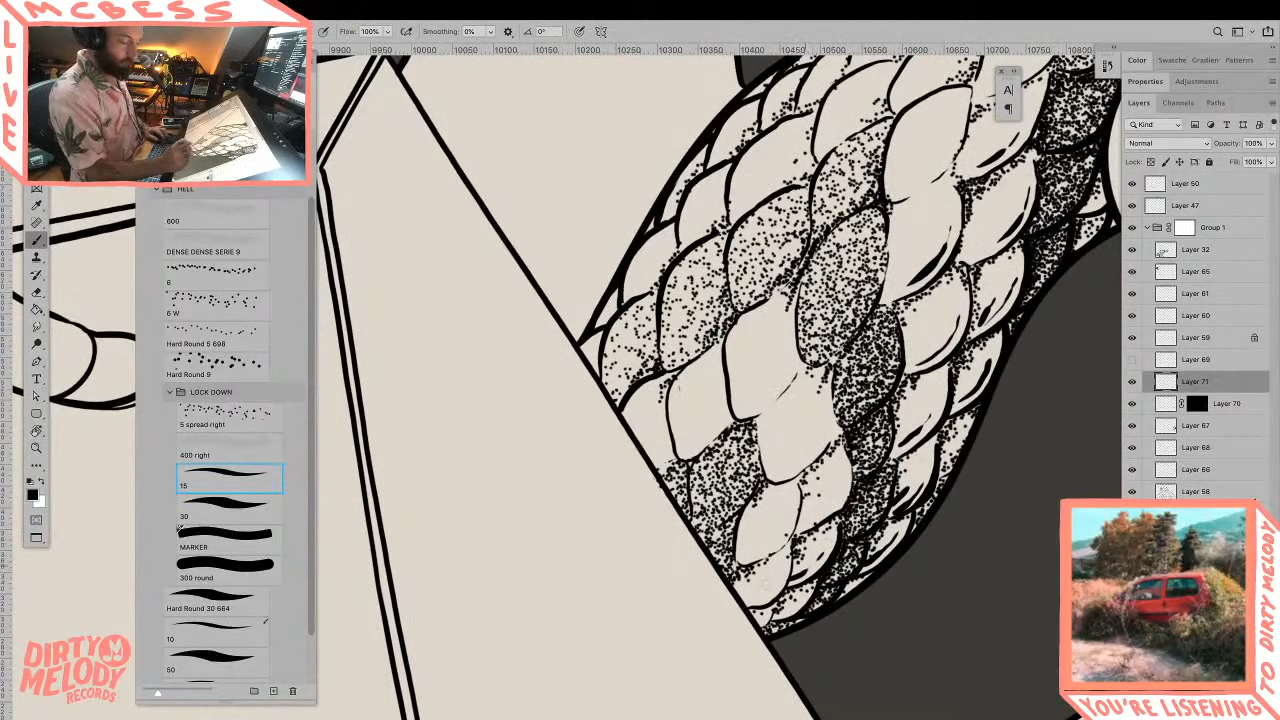 MCBESS
LIVE
Flow: 100%
Smoothing: 0%
0°
9900 9950 10000 10050 10100 10150 10200 10250 10300 10350 10400 10450 10500 10550 10600 10650 10700 10750 10800
Color Swatche Gradien Patterns
Properties Adjustments
Layers Channels Paths
Kind
Normal Opacity: 100%
Lock: Fill: 100%
Layer 50
Layer 47
Group 1
Layer 32
Layer 65
Layer 61
Layer 60
Layer 59
Layer 69
Layer 71
Layer 70
Layer 67
Layer 68
Layer 66
Layer 58
HELL
600
DENSE DENSE SERIE 9
6
6 W
Hard Round 5 698
Hard Round 9
LOCK DOWN
5 spread right
400 right
15
30
MARKER
300 round
Hard Round 30 664
10
50
DIRTY
MELODY
RECORDS
YOU'RE LISTENING
TO DIRTY MELODY